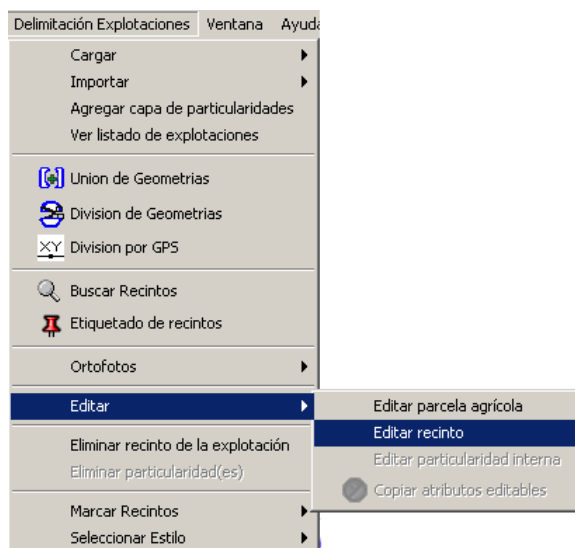 Delimitación Explotaciones Ventana Ayuda
Cargar
Importar
Agregar capa de particularidades
Ver listado de explotaciones
Union de Geometrias
Division de Geometrias
XY Division por GPS
Buscar Recintos
Etiquetado de recintos
Ortofotos
Editar
Editar parcela agrícola
Editar recinto
Editar particularidad interna
Copiar atributos editables
Eliminar recinto de la explotación
Eliminar particularidad(es)
Marcar Recintos
Seleccionar Estilo